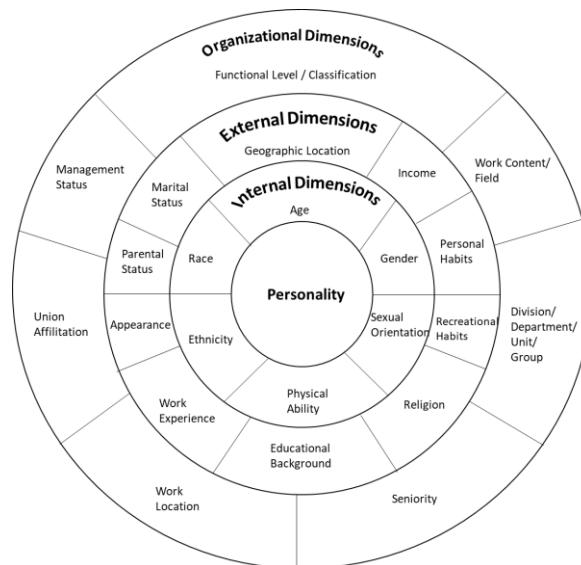 Organizational Dimensions
Functional Level / Classification
External Dimensions
Geographic Location
Internal Dimensions
Age
Personality
Management
Status
Marital
Status
Income
Work Content/
Field
Parental
Status
Race
Gender
Personal
Habits
Union
Affilitation
Appearance
Ethnicity
Sexual
Orientation
Recreational
Habits
Division/
Department/
Unit/
Group
Work
Experience
Physical
Ability
Religion
Educational
Background
Work
Location
Seniority